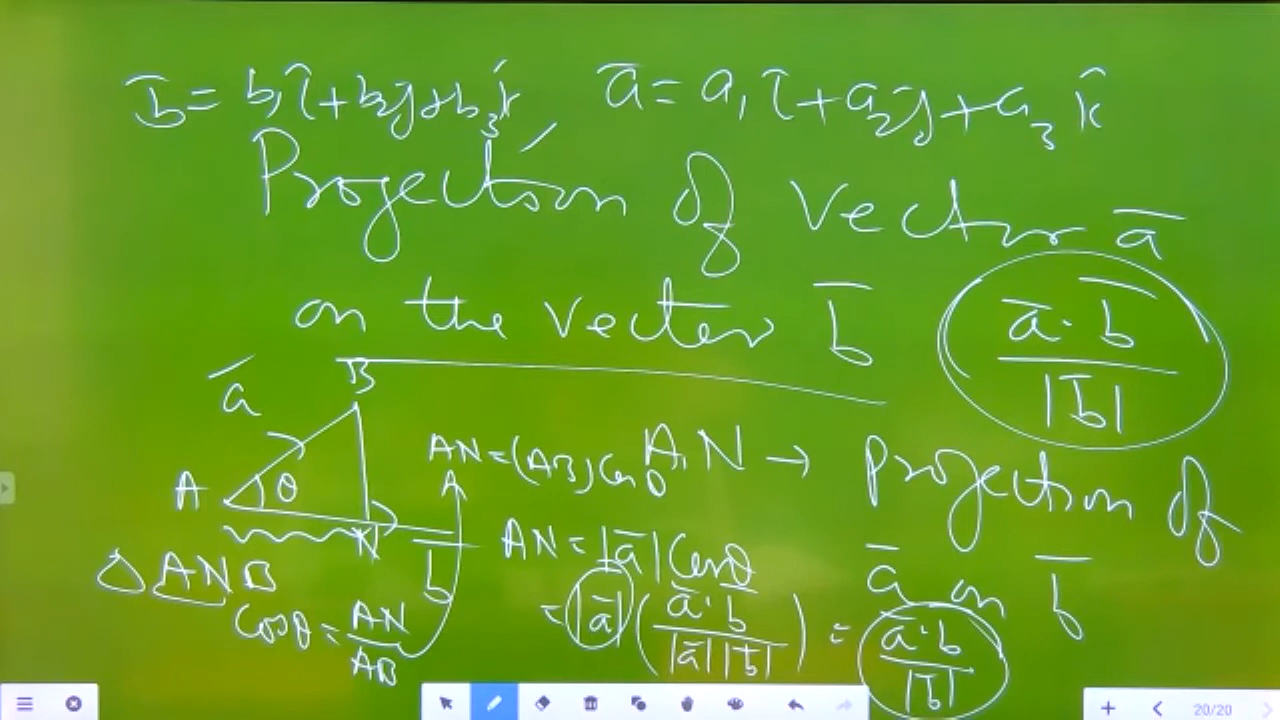 b̄ = b₁î + b₂ĵ + b₃k̂, ā = a₁î + a₂ĵ + a₃k̂
Projection of vector ā
on the vector b̄
ā · b̄ / |b̄|
ā
B
A
θ
N
b̄
AN = (AB) cos θ
A, N → Projection of
ā on b̄
Δ ANB
cos θ = AN / AB
AN = |ā| cos θ
= |ā| (ā · b̄ / |ā| |b̄|) = ā · b̄ / |b̄|
20/20